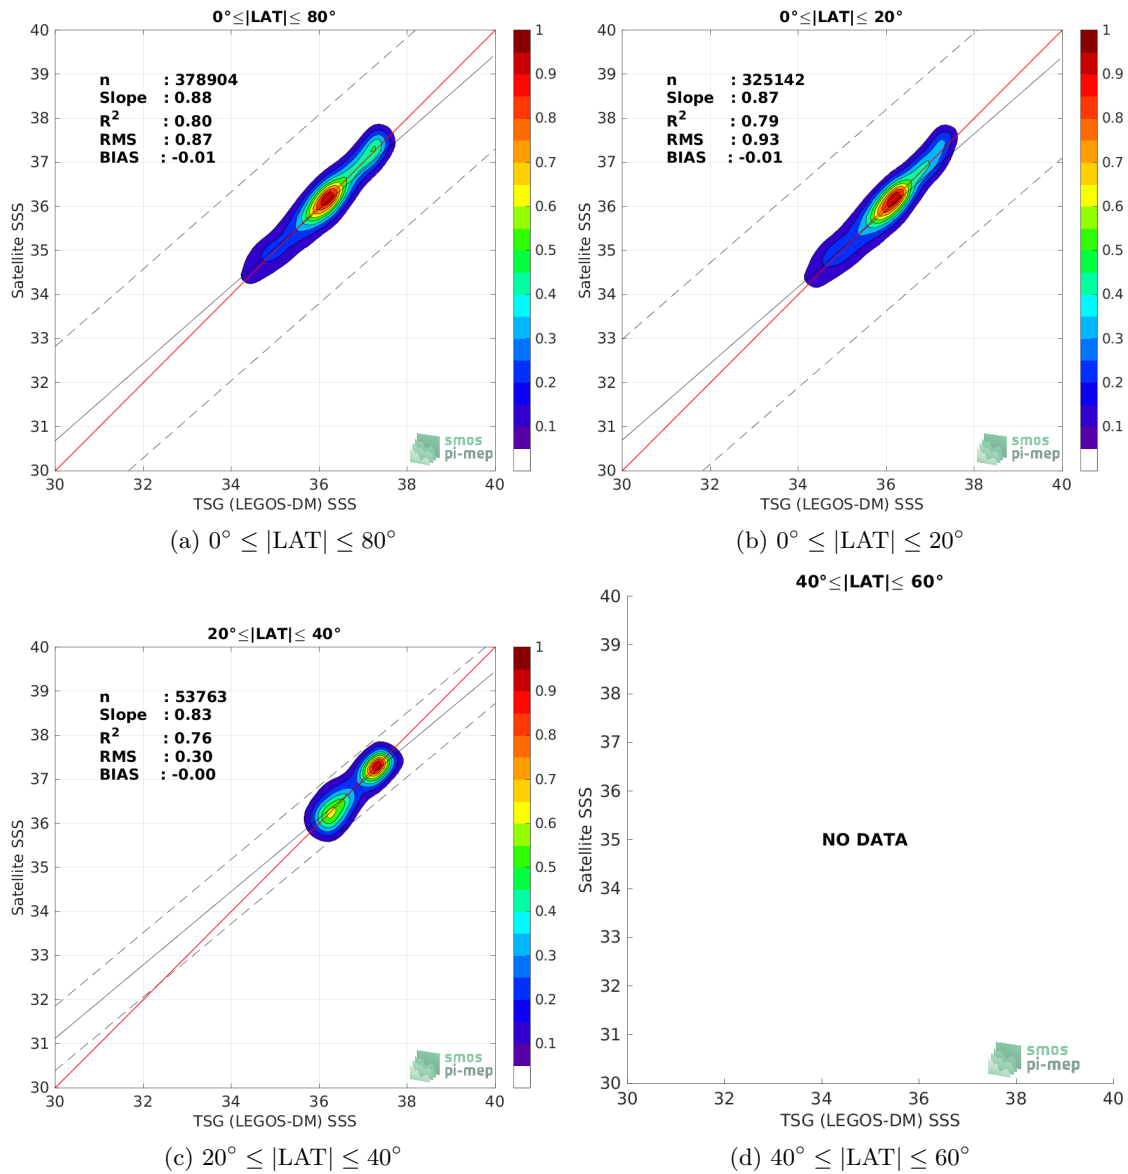 0°≤|LAT|≤ 80°
n : 378904
Slope : 0.88
R2 : 0.80
RMS : 0.87
BIAS : -0.01
Satellite SSS
40
39
38
37
36
35
34
33
32
31
30
30 32 34 36 38 40
TSG (LEGOS-DM) SSS
1
0.9
0.8
0.7
0.6
0.5
0.4
0.3
0.2
0.1
smos
pi-mep
(a) 0° ≤ |LAT| ≤ 80°
0°≤|LAT|≤ 20°
n : 325142
Slope : 0.87
R2 : 0.79
RMS : 0.93
BIAS : -0.01
Satellite SSS
40
39
38
37
36
35
34
33
32
31
30
30 32 34 36 38 40
TSG (LEGOS-DM) SSS
1
0.9
0.8
0.7
0.6
0.5
0.4
0.3
0.2
0.1
smos
pi-mep
(b) 0° ≤ |LAT| ≤ 20°
20°≤|LAT|≤ 40°
n : 53763
Slope : 0.83
R2 : 0.76
RMS : 0.30
BIAS : -0.00
Satellite SSS
40
39
38
37
36
35
34
33
32
31
30
30 32 34 36 38 40
TSG (LEGOS-DM) SSS
1
0.9
0.8
0.7
0.6
0.5
0.4
0.3
0.2
0.1
smos
pi-mep
(c) 20° ≤ |LAT| ≤ 40°
40°≤|LAT|≤ 60°
NO DATA
Satellite SSS
40
39
38
37
36
35
34
33
32
31
30
30 32 34 36 38 40
TSG (LEGOS-DM) SSS
smos
pi-mep
(d) 40° ≤ |LAT| ≤ 60°